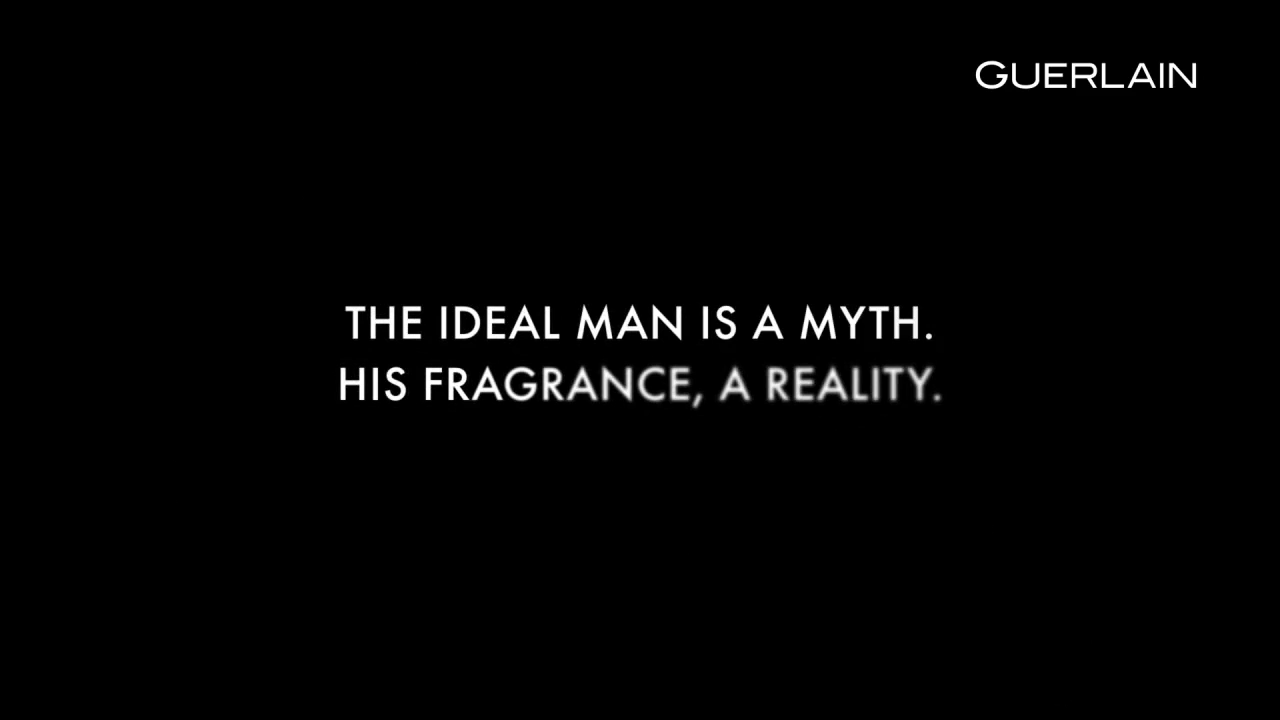 GUERLAIN
THE IDEAL MAN IS A MYTH.
HIS FRAGRANCE, A REALITY.